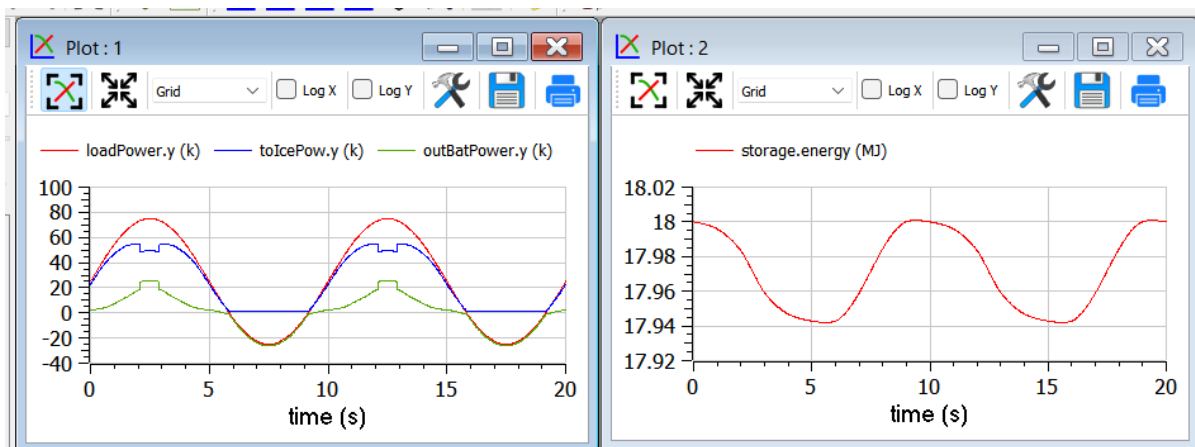 Plot : 1
Grid Log X Log Y
loadPower.y (k) toIcePow.y (k) outBatPower.y (k)
100
80
60
40
20
0
-20
-40
0 5 10 15 20
time (s)
Plot : 2
Grid Log X Log Y
storage.energy (MJ)
18.02
18
17.98
17.96
17.94
17.92
0 5 10 15 20
time (s)